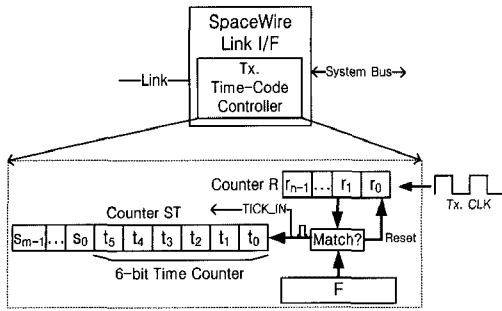 SpaceWire
Link I/F
Tx.
Time-Code
Controller
Link
System Bus
Counter R
rn-1 ... r1 r0
Tx. CLK
Counter ST
TICK_IN
Sm-1 ... S0 t5 t4 t3 t2 t1 t0
Match?
Reset
6-bit Time Counter
F